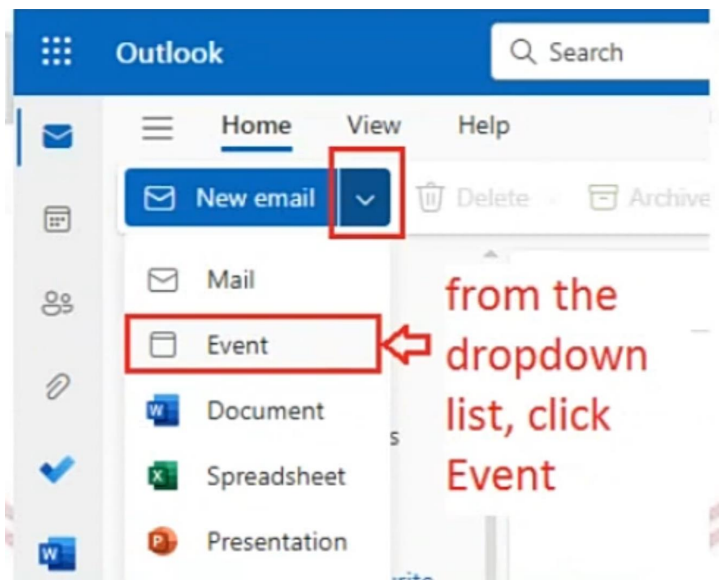 Outlook
Search
Home View Help
New email Delete Archive
Mail
Event
Document
Spreadsheet
Presentation
from the
dropdown
list, click
Event